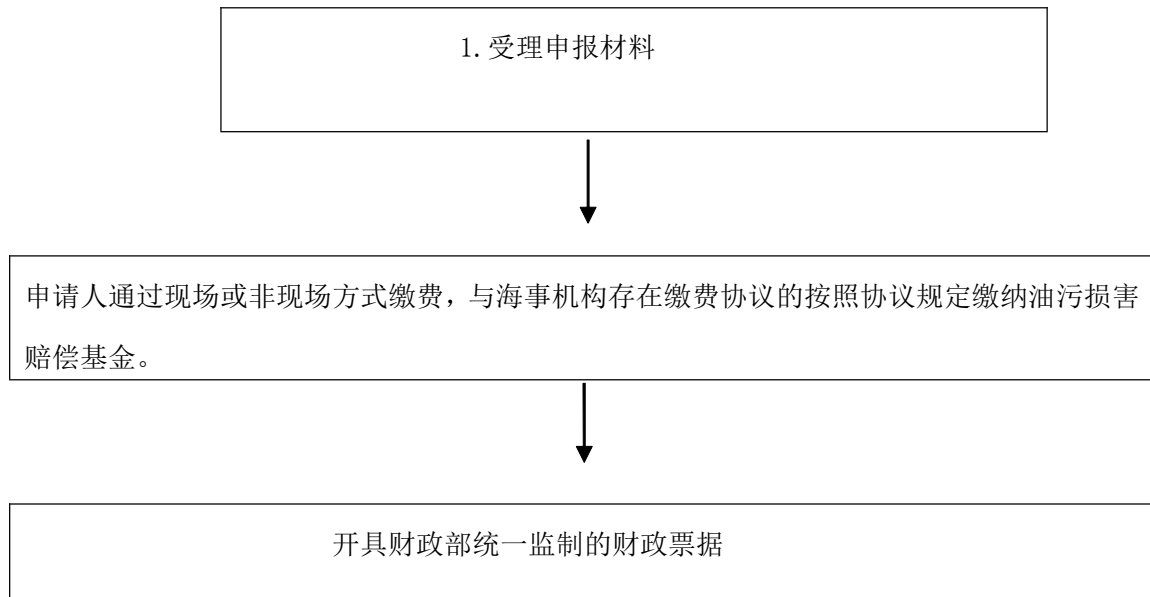 1.受理申报材料
申请人通过现场或非现场方式缴费，与海事机构存在缴费协议的按照协议规定缴纳油污损害
赔偿基金。
开具财政部统一监制的财政票据